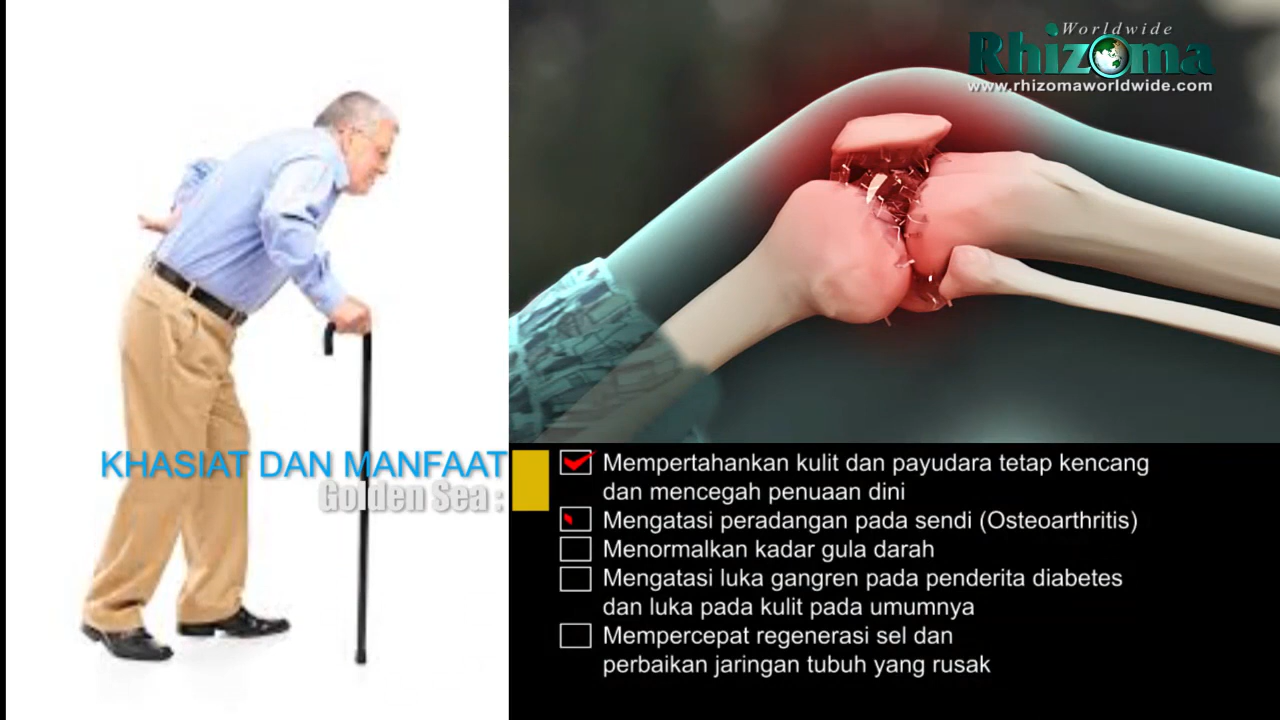 Worldwide
Rhizoma
www.rhizomaworldwide.com
KHASIAT DAN MANFAAT
Golden Sea :
Mempertahankan kulit dan payudara tetap kencang
dan mencegah penuaan dini
Mengatasi peradangan pada sendi (Osteoarthritis)
Menormalkan kadar gula darah
Mengatasi luka gangren pada penderita diabetes
dan luka pada kulit pada umumnya
Mempercepat regenerasi sel dan
perbaikan jaringan tubuh yang rusak